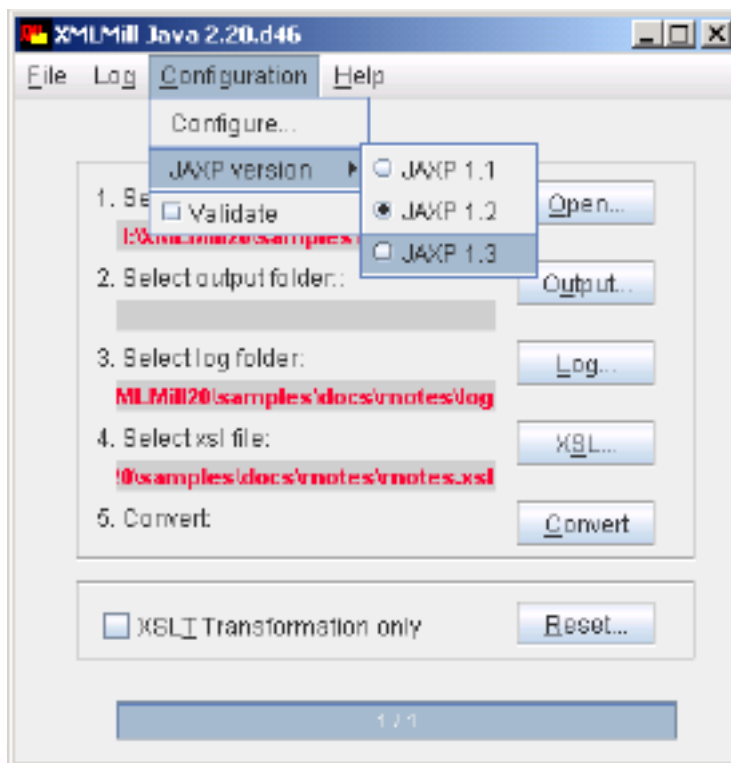 XMLMill Java 2.20.d46
File Log Configuration Help
Configure...
JAXP version JAXP 1.1
1. Se Validate JAXP 1.2 Open...
JAXP 1.3
2. Select output folder: Output...
3. Select log folder: Log...
MLMill20\samples\docs\rnotes\log
4. Select xsl file: XSL...
!0\samples\docs\rnotes\rnotes.xsl
5. Convert Convert
XSLT Transformation only Reset...
1 / 1